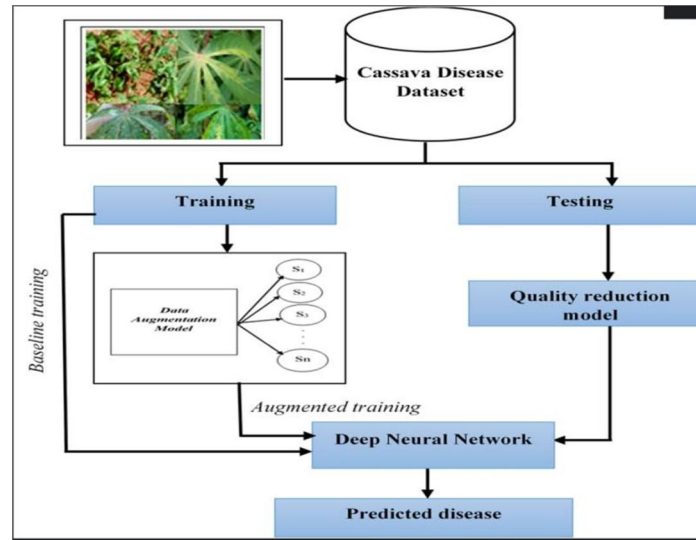 Cassava Disease
Dataset
Training
Testing
Baseline training
Data
Augmentation
Model
S1
S2
S3
Sn
Quality reduction
model
Augmented training
Deep Neural Network
Predicted disease